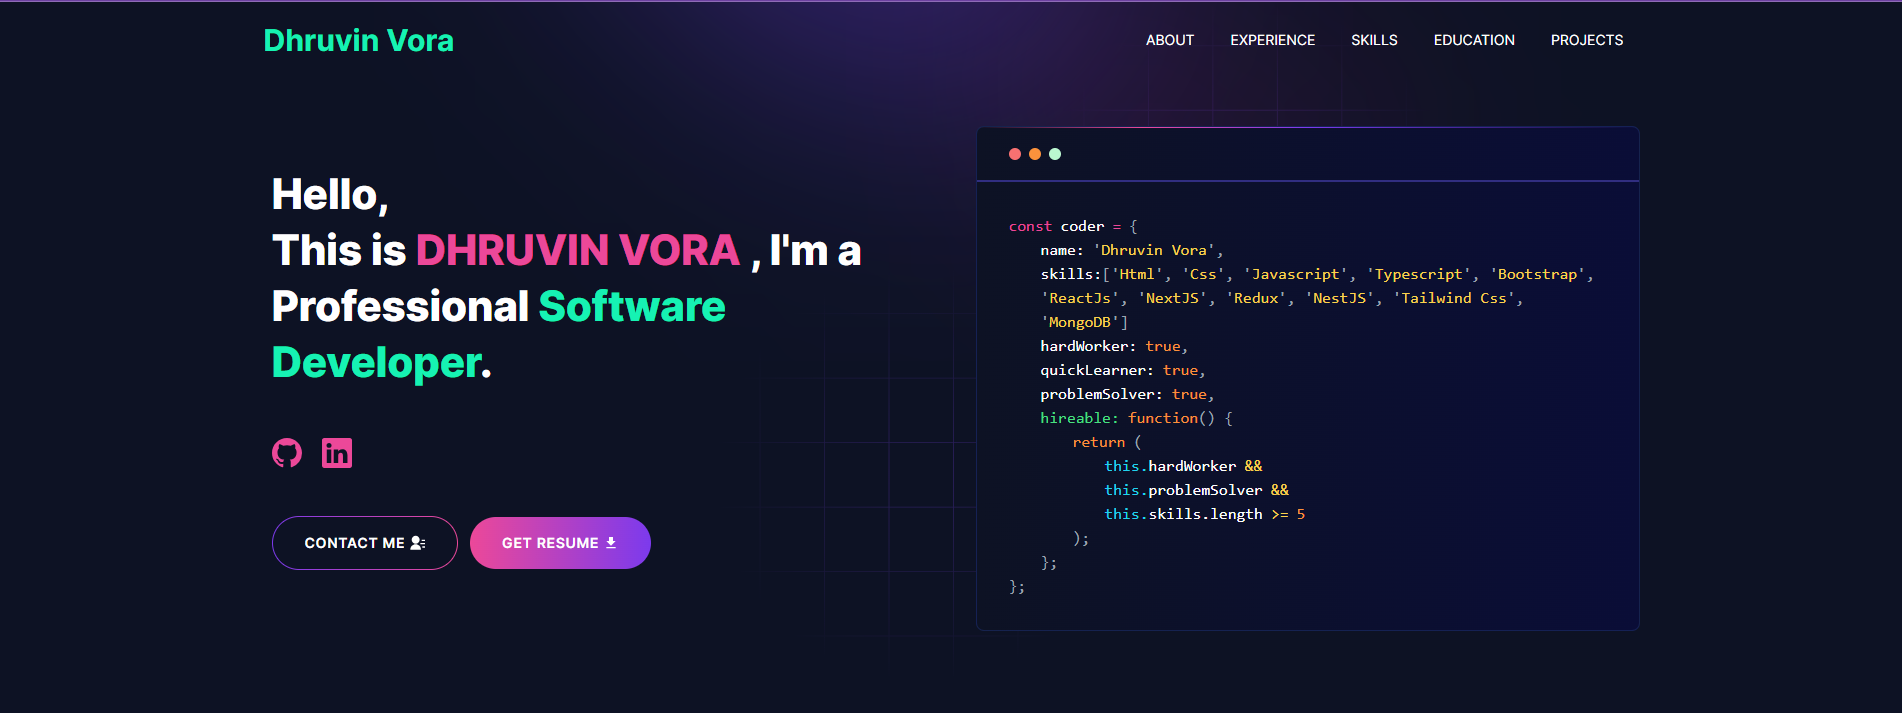 Dhruvin Vora
ABOUT EXPERIENCE SKILLS EDUCATION PROJECTS
Hello,
This is DHRUVIN VORA , I'm a
Professional Software
Developer.
CONTACT ME
GET RESUME
const coder = {
name: 'Dhruvin Vora',
skills:['Html', 'Css', 'Javascript', 'Typescript', 'Bootstrap',
'ReactJs', 'NextJS', 'Redux', 'NestJS', 'Tailwind Css',
'MongoDB']
hardWorker: true,
quickLearner: true,
problemSolver: true,
hireable: function() {
return (
this.hardWorker &&
this.problemSolver &&
this.skills.length >= 5
);
};
};